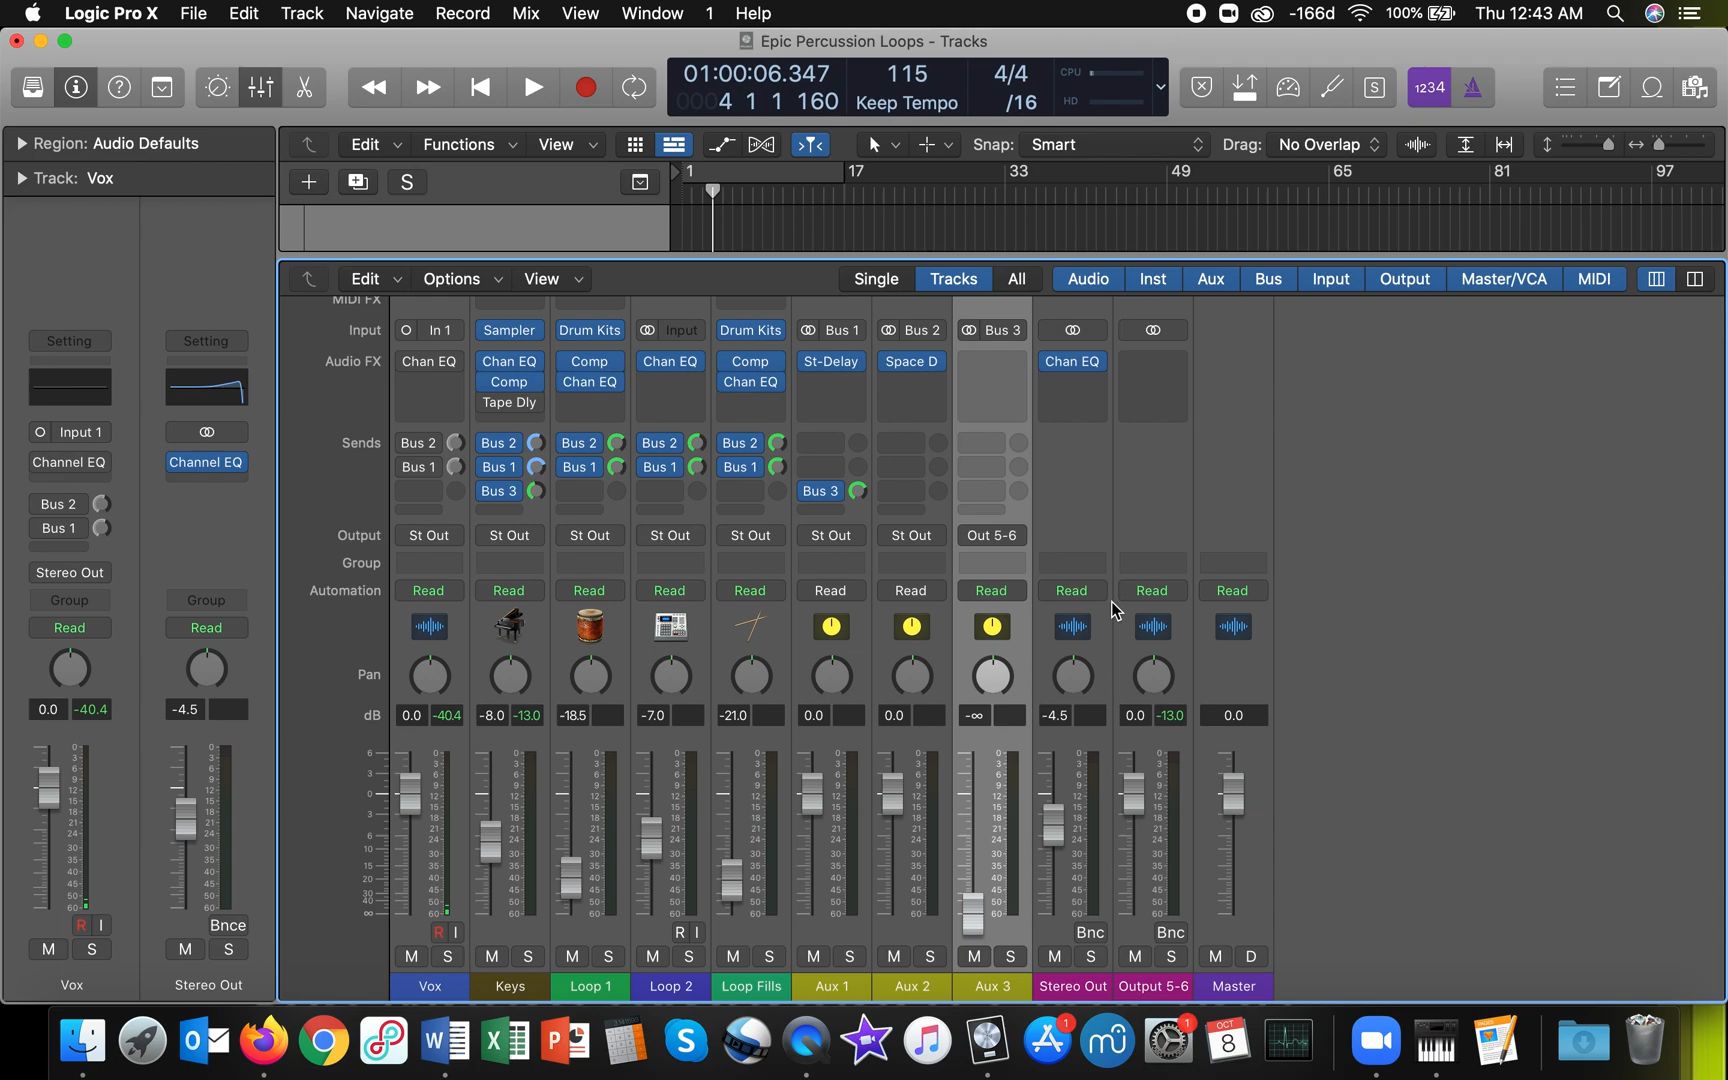 Logic Pro X File Edit Track Navigate Record Mix View Window 1 Help -166d 100% Thu 12:43 AM
Epic Percussion Loops - Tracks
01:00:06.347 115 4/4 CPU
0004 1 1 160 Keep Tempo /16 HD
S 1234
Region: Audio Defaults
Track: Vox
Edit Functions View Snap: Smart Drag: No Overlap
S
1 17 33 49 65 81 97
Edit Options View Single Tracks All Audio Inst Aux Bus Input Output Master/VCA MIDI
MIDI FX
Setting Setting
Input 1
Channel EQ Channel EQ
Bus 2
Bus 1
Stereo Out
Group Group
Read Read
0.0 -40.4 -4.5
R I Bnce
M S M S
Vox Stereo Out
Input In 1 Sampler Drum Kits Input Drum Kits Bus 1 Bus 2 Bus 3
Audio FX Chan EQ Chan EQ Comp Chan EQ Comp St-Delay Space D Chan EQ
Comp Chan EQ Chan EQ
Tape Dly
Sends Bus 2 Bus 2 Bus 2 Bus 2 Bus 2
Bus 1 Bus 1 Bus 1 Bus 1 Bus 1
Bus 3 Bus 3
Output St Out St Out St Out St Out St Out St Out St Out Out 5-6
Group
Automation Read Read Read Read Read Read Read Read Read Read Read
Pan
dB 0.0 -40.4 -8.0 -13.0 -18.5 -7.0 -21.0 0.0 0.0 -∞ -4.5 0.0 -13.0 0.0
R I R I Bnc Bnc
M S M S M S M S M S M S M S M S M S M S M D
Vox Keys Loop 1 Loop 2 Loop Fills Aux 1 Aux 2 Aux 3 Stereo Out Output 5-6 Master
1 1 OCT
8